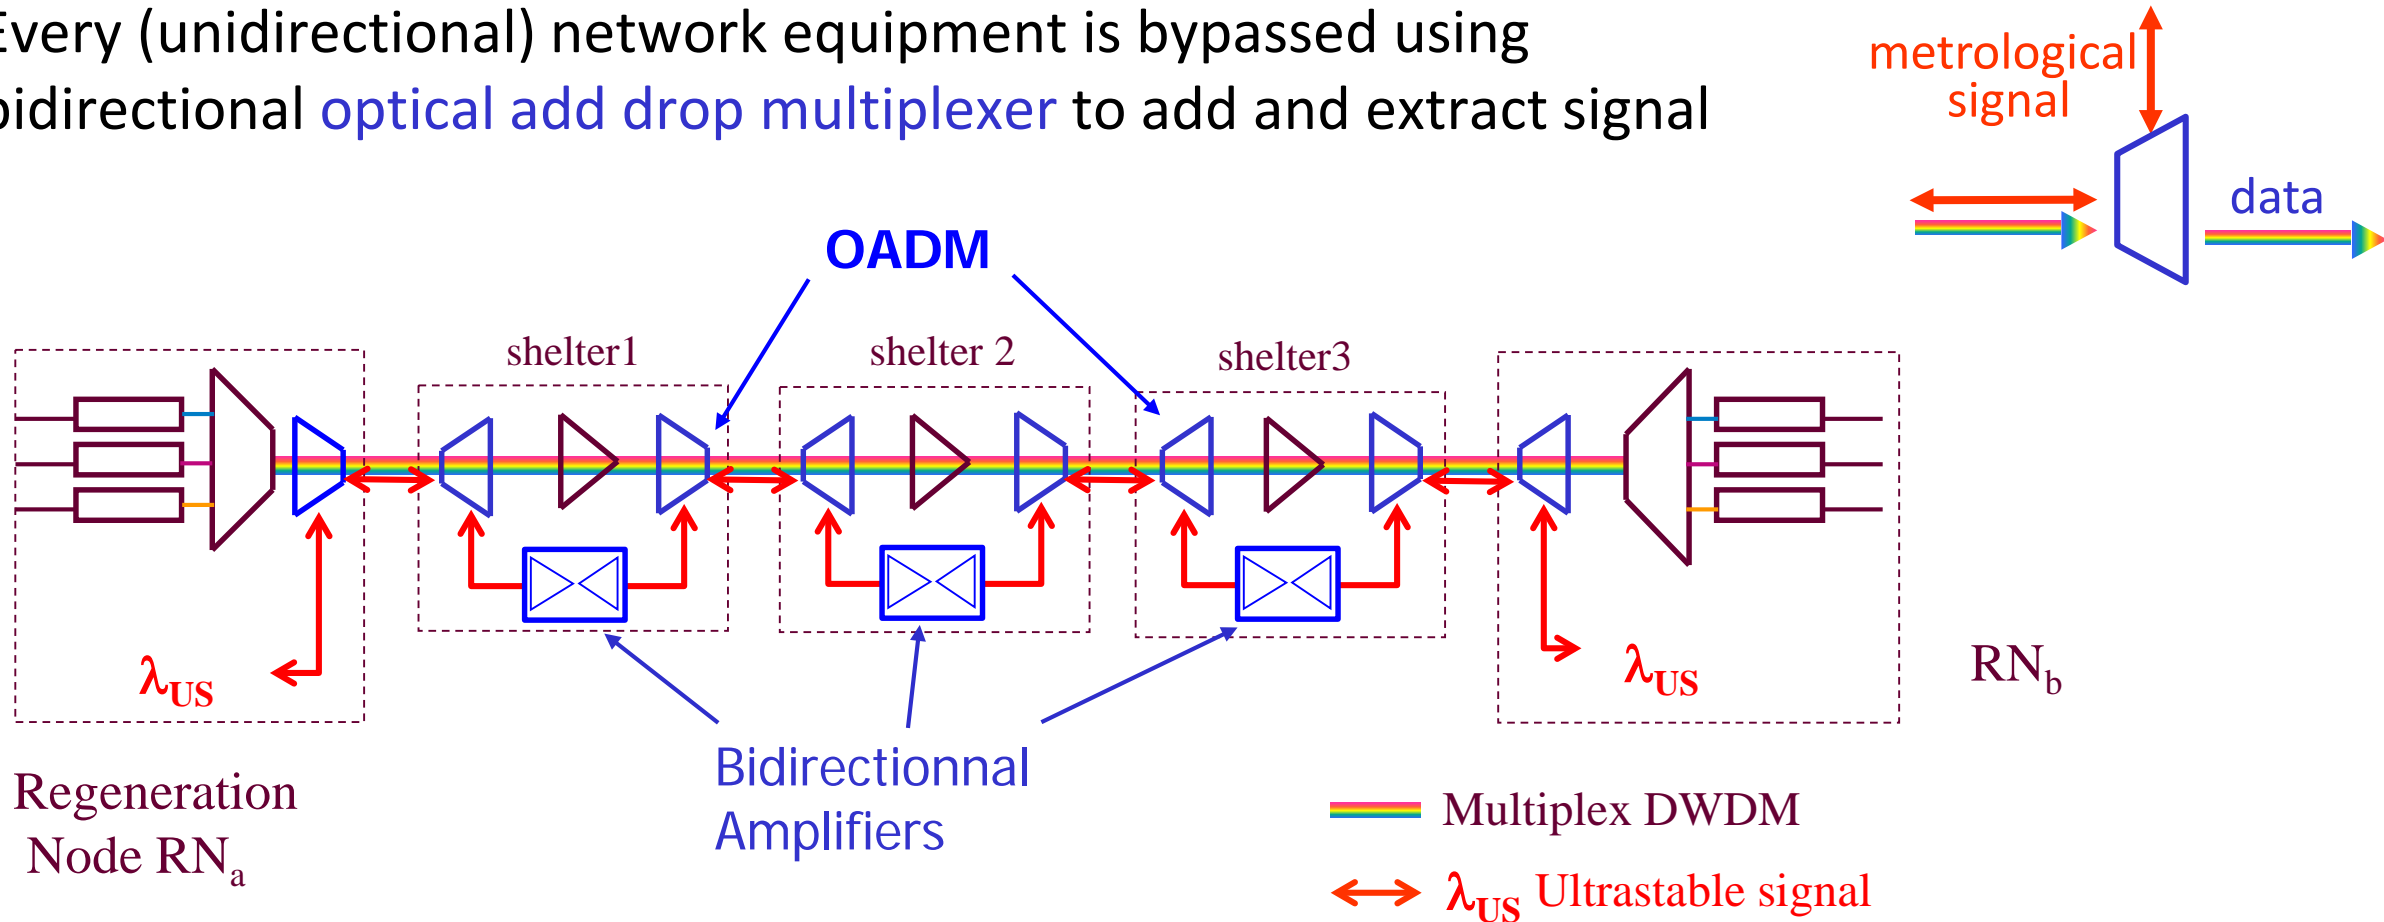 Every (unidirectional) network equipment is bypassed using
bidirectional optical add drop multiplexer to add and extract signal
metrological
signal
data
OADM
shelter1
shelter 2
shelter3
λUS
λUS
RNb
Bidirectionnal
Amplifiers
Regeneration
Node RNa
Multiplex DWDM
λUS Ultrastable signal